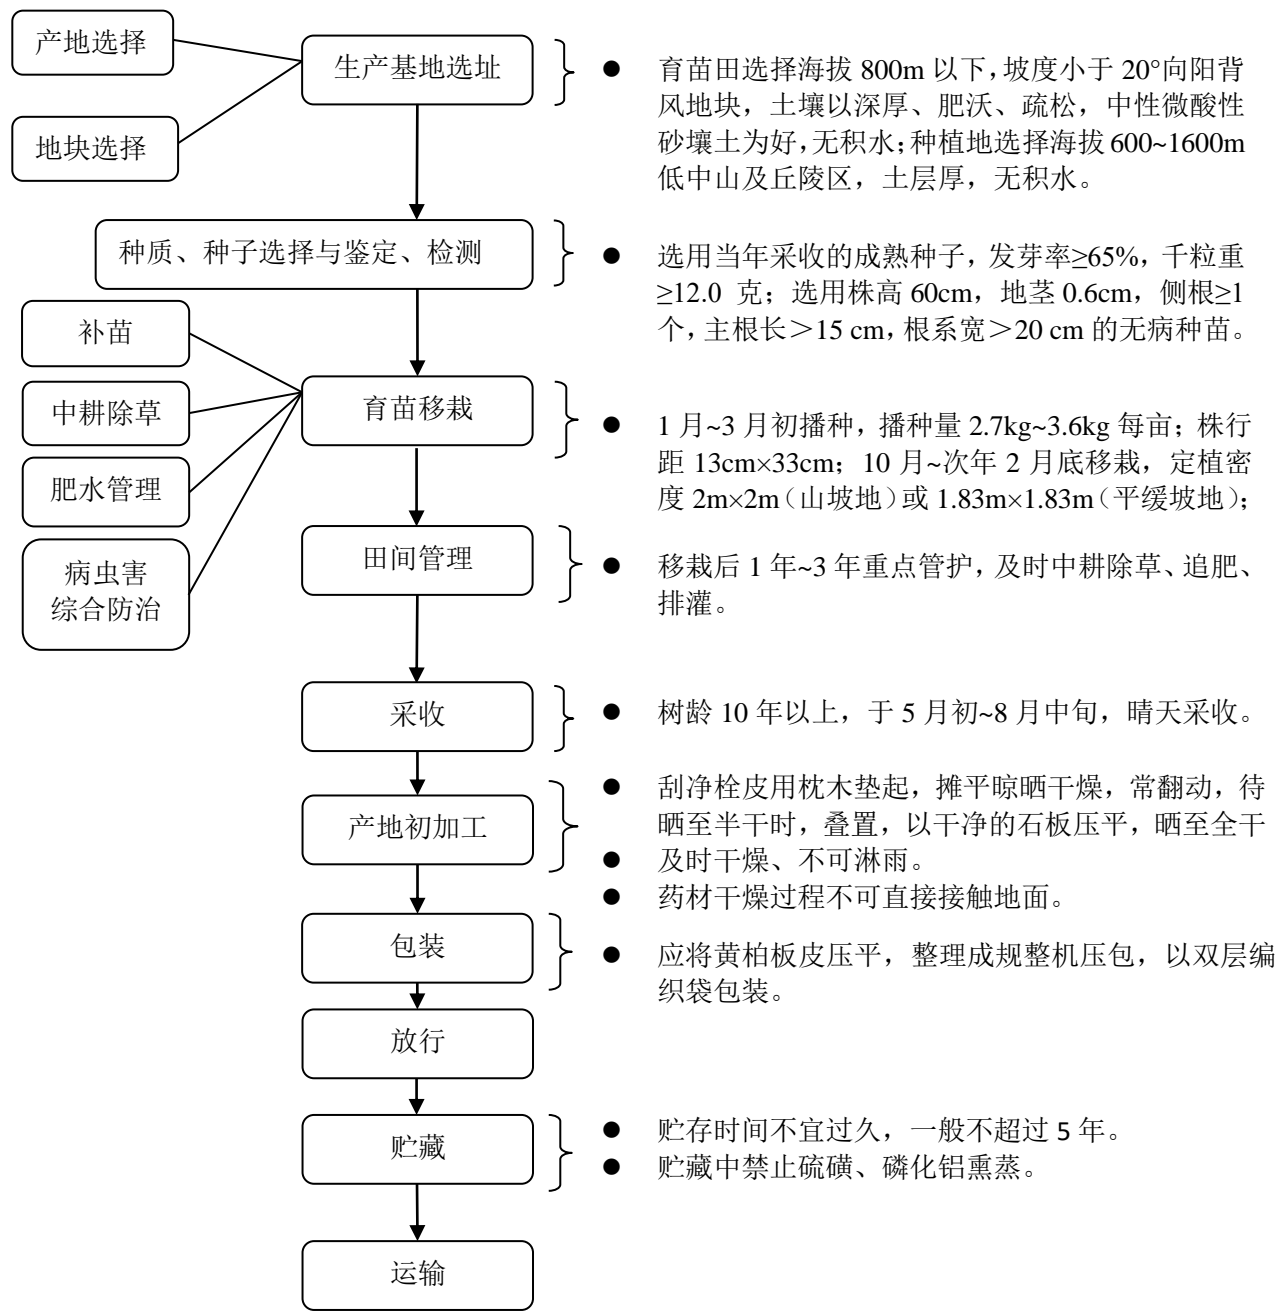 产地选择
生产基地选址
地块选择
● 育苗田选择海拔 800m 以下，坡度小于 20°向阳背
风地块，土壤以深厚、肥沃、疏松，中性微酸性
砂壤土为好，无积水；种植地选择海拔 600~1600m
低中山及丘陵区，土层厚，无积水。
种质、种子选择与鉴定、检测
● 选用当年采收的成熟种子，发芽率≥65%，千粒重
≥12.0 克；选用株高 60cm，地茎 0.6cm，侧根≥1
个，主根长＞15 cm，根系宽＞20 cm 的无病种苗。
补苗
中耕除草
肥水管理
病虫害
综合防治
育苗移栽
● 1 月~3 月初播种，播种量 2.7kg~3.6kg 每亩；株行
距 13cm×33cm；10 月~次年 2 月底移栽，定植密
度 2m×2m（山坡地）或 1.83m×1.83m（平缓坡地）；
田间管理
● 移栽后 1 年~3 年重点管护，及时中耕除草、追肥、
排灌。
采收
● 树龄 10 年以上，于 5 月初~8 月中旬，晴天采收。
产地初加工
● 刮净栓皮用枕木垫起，摊平晾晒干燥，常翻动，待
晒至半干时，叠置，以干净的石板压平，晒至全干
● 及时干燥、不可淋雨。
● 药材干燥过程不可直接接触地面。
包装
● 应将黄柏板皮压平，整理成规整机压包，以双层编
织袋包装。
放行
贮藏
● 贮存时间不宜过久，一般不超过 5 年。
● 贮藏中禁止硫磺、磷化铝熏蒸。
运输